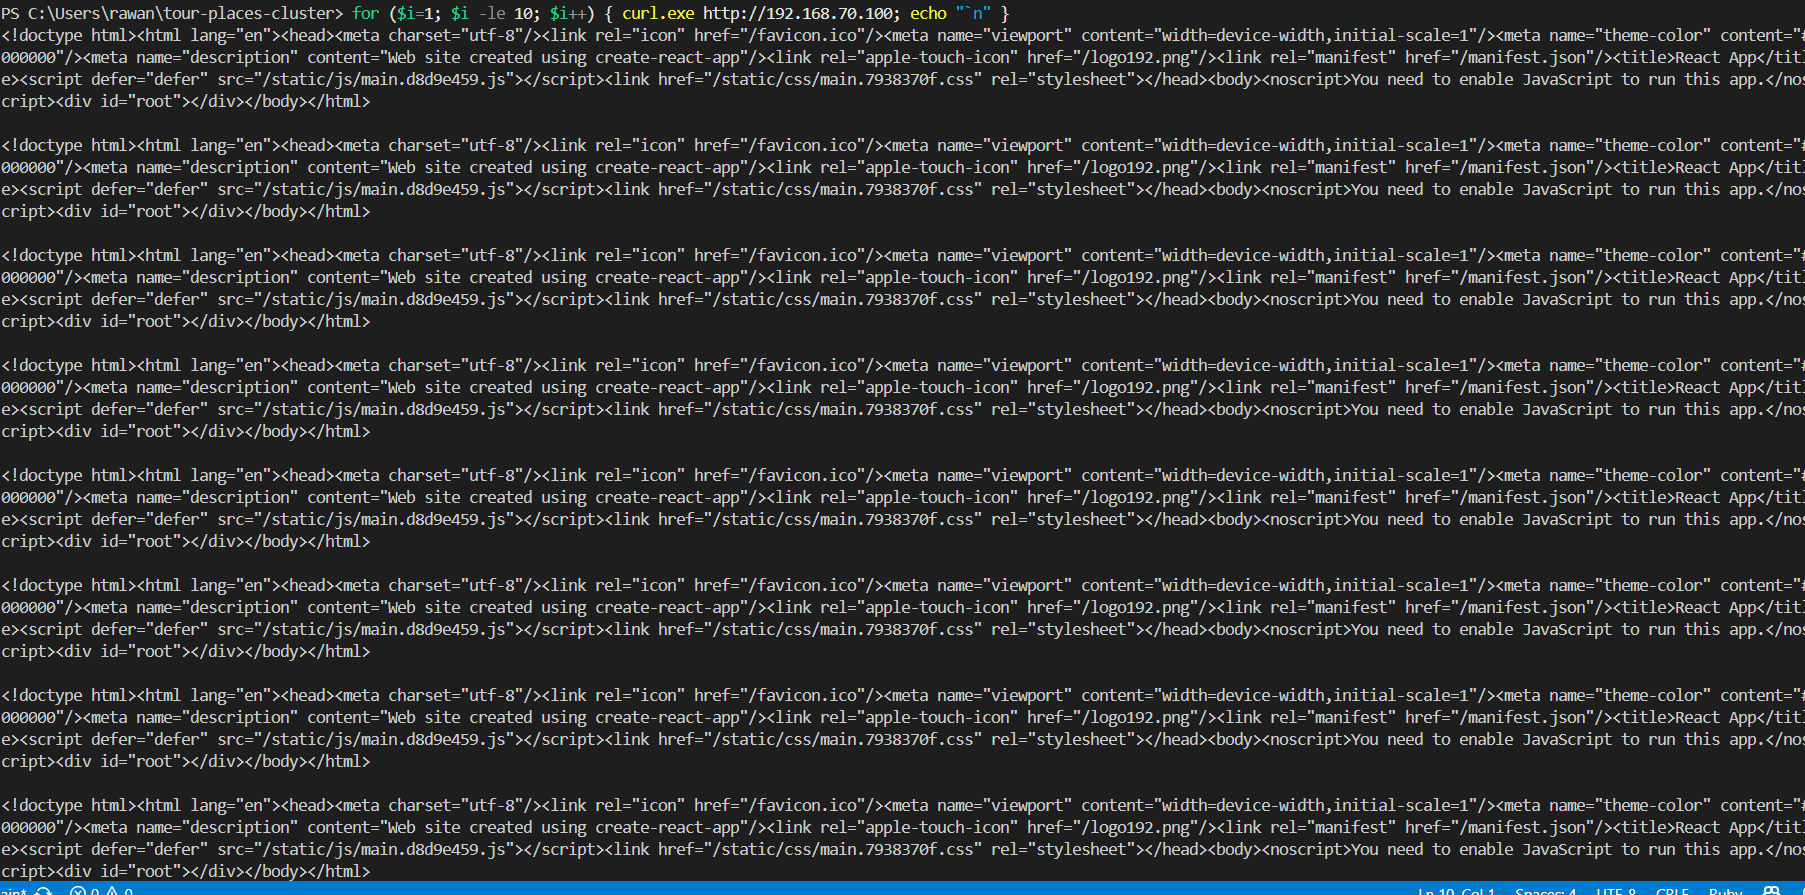 PS C:\Users\rawan\tour-places-cluster> for ($i=1; $i -le 10; $i++) { curl.exe http://192.168.70.100; echo "`n" }
<!doctype html><html lang="en"><head><meta charset="utf-8"/><link rel="icon" href="/favicon.ico"/><meta name="viewport" content="width=device-width,initial-scale=1"/><meta name="theme-color" content="#
000000"/><meta name="description" content="Web site created using create-react-app"/><link rel="apple-touch-icon" href="/logo192.png"/><link rel="manifest" href="/manifest.json"/><title>React App</titl
e><script defer="defer" src="/static/js/main.d8d9e459.js"></script><link href="/static/css/main.7938370f.css" rel="stylesheet"></head><body><noscript>You need to enable JavaScript to run this app.</nos
cript><div id="root"></div></body></html>
<!doctype html><html lang="en"><head><meta charset="utf-8"/><link rel="icon" href="/favicon.ico"/><meta name="viewport" content="width=device-width,initial-scale=1"/><meta name="theme-color" content="#
000000"/><meta name="description" content="Web site created using create-react-app"/><link rel="apple-touch-icon" href="/logo192.png"/><link rel="manifest" href="/manifest.json"/><title>React App</titl
e><script defer="defer" src="/static/js/main.d8d9e459.js"></script><link href="/static/css/main.7938370f.css" rel="stylesheet"></head><body><noscript>You need to enable JavaScript to run this app.</nos
cript><div id="root"></div></body></html>
<!doctype html><html lang="en"><head><meta charset="utf-8"/><link rel="icon" href="/favicon.ico"/><meta name="viewport" content="width=device-width,initial-scale=1"/><meta name="theme-color" content="#
000000"/><meta name="description" content="Web site created using create-react-app"/><link rel="apple-touch-icon" href="/logo192.png"/><link rel="manifest" href="/manifest.json"/><title>React App</titl
e><script defer="defer" src="/static/js/main.d8d9e459.js"></script><link href="/static/css/main.7938370f.css" rel="stylesheet"></head><body><noscript>You need to enable JavaScript to run this app.</nos
cript><div id="root"></div></body></html>
<!doctype html><html lang="en"><head><meta charset="utf-8"/><link rel="icon" href="/favicon.ico"/><meta name="viewport" content="width=device-width,initial-scale=1"/><meta name="theme-color" content="#
000000"/><meta name="description" content="Web site created using create-react-app"/><link rel="apple-touch-icon" href="/logo192.png"/><link rel="manifest" href="/manifest.json"/><title>React App</titl
e><script defer="defer" src="/static/js/main.d8d9e459.js"></script><link href="/static/css/main.7938370f.css" rel="stylesheet"></head><body><noscript>You need to enable JavaScript to run this app.</nos
cript><div id="root"></div></body></html>
<!doctype html><html lang="en"><head><meta charset="utf-8"/><link rel="icon" href="/favicon.ico"/><meta name="viewport" content="width=device-width,initial-scale=1"/><meta name="theme-color" content="#
000000"/><meta name="description" content="Web site created using create-react-app"/><link rel="apple-touch-icon" href="/logo192.png"/><link rel="manifest" href="/manifest.json"/><title>React App</titl
e><script defer="defer" src="/static/js/main.d8d9e459.js"></script><link href="/static/css/main.7938370f.css" rel="stylesheet"></head><body><noscript>You need to enable JavaScript to run this app.</nos
cript><div id="root"></div></body></html>
<!doctype html><html lang="en"><head><meta charset="utf-8"/><link rel="icon" href="/favicon.ico"/><meta name="viewport" content="width=device-width,initial-scale=1"/><meta name="theme-color" content="#
000000"/><meta name="description" content="Web site created using create-react-app"/><link rel="apple-touch-icon" href="/logo192.png"/><link rel="manifest" href="/manifest.json"/><title>React App</titl
e><script defer="defer" src="/static/js/main.d8d9e459.js"></script><link href="/static/css/main.7938370f.css" rel="stylesheet"></head><body><noscript>You need to enable JavaScript to run this app.</nos
cript><div id="root"></div></body></html>
<!doctype html><html lang="en"><head><meta charset="utf-8"/><link rel="icon" href="/favicon.ico"/><meta name="viewport" content="width=device-width,initial-scale=1"/><meta name="theme-color" content="#
000000"/><meta name="description" content="Web site created using create-react-app"/><link rel="apple-touch-icon" href="/logo192.png"/><link rel="manifest" href="/manifest.json"/><title>React App</titl
e><script defer="defer" src="/static/js/main.d8d9e459.js"></script><link href="/static/css/main.7938370f.css" rel="stylesheet"></head><body><noscript>You need to enable JavaScript to run this app.</nos
cript><div id="root"></div></body></html>
<!doctype html><html lang="en"><head><meta charset="utf-8"/><link rel="icon" href="/favicon.ico"/><meta name="viewport" content="width=device-width,initial-scale=1"/><meta name="theme-color" content="#
000000"/><meta name="description" content="Web site created using create-react-app"/><link rel="apple-touch-icon" href="/logo192.png"/><link rel="manifest" href="/manifest.json"/><title>React App</titl
e><script defer="defer" src="/static/js/main.d8d9e459.js"></script><link href="/static/css/main.7938370f.css" rel="stylesheet"></head><body><noscript>You need to enable JavaScript to run this app.</nos
cript><div id="root"></div></body></html>
ain* 0 0 Ln 10, Col 1 Spaces: 4 UTF-8 CRLF Ruby